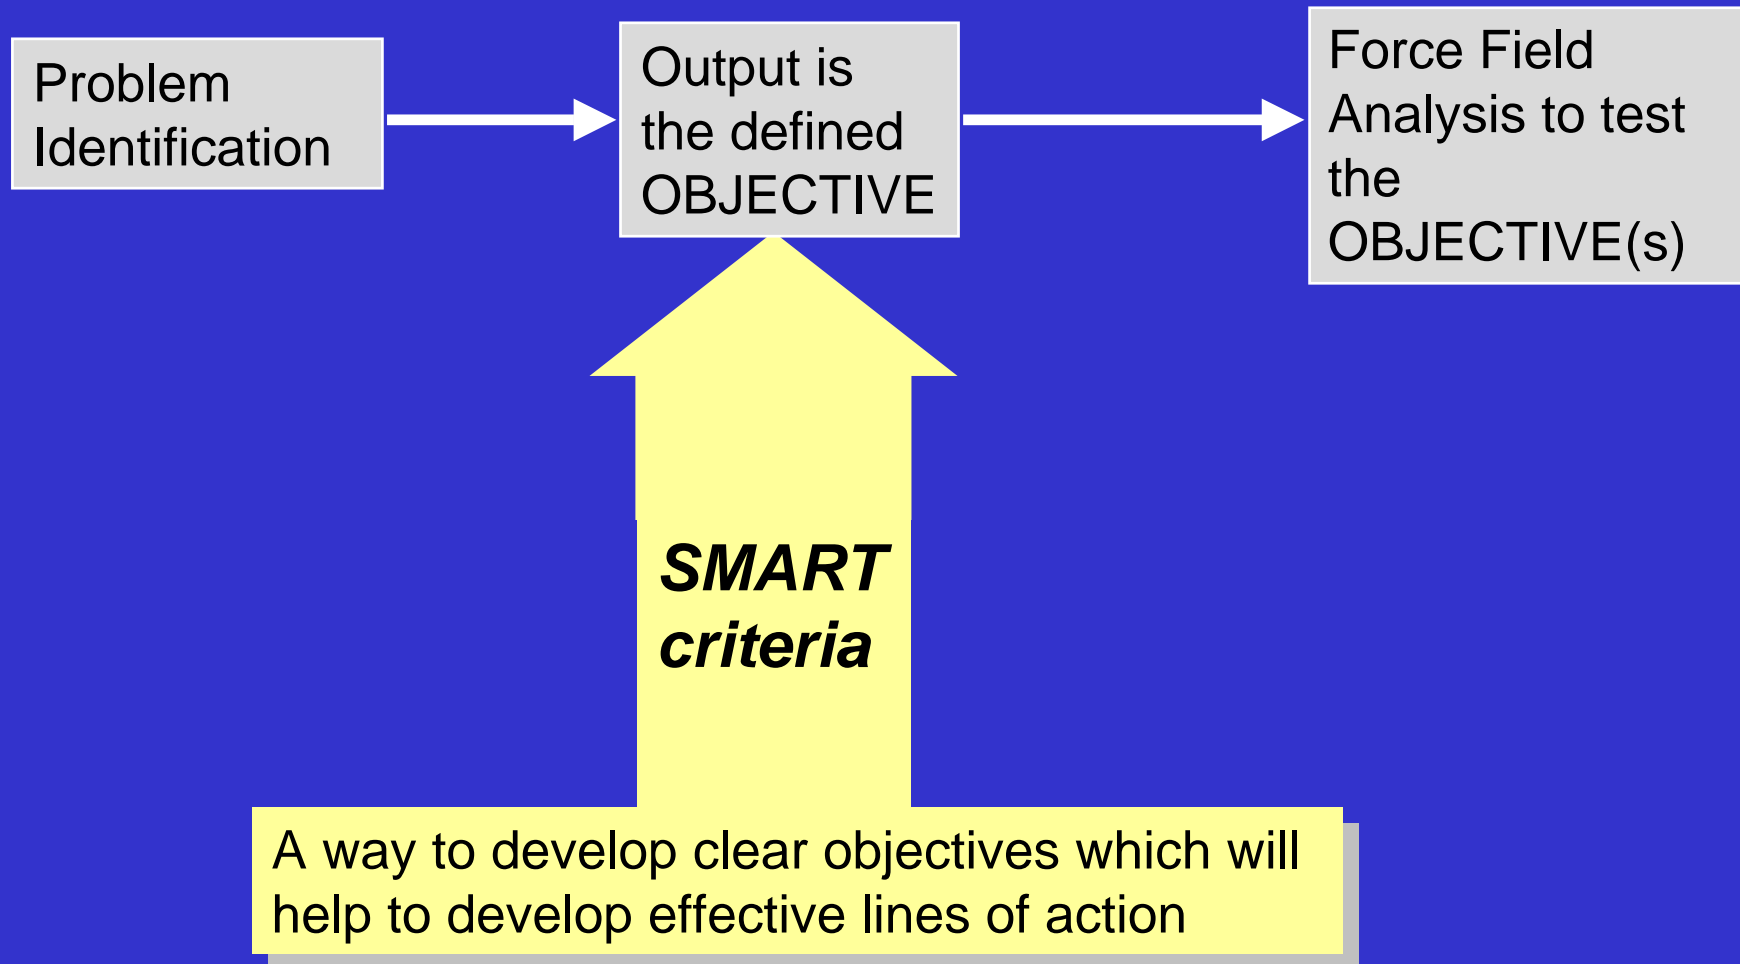 Problem
Identification
Output is
the defined
OBJECTIVE
Force Field
Analysis to test
the
OBJECTIVE(s)
SMART
criteria
A way to develop clear objectives which will
help to develop effective lines of action